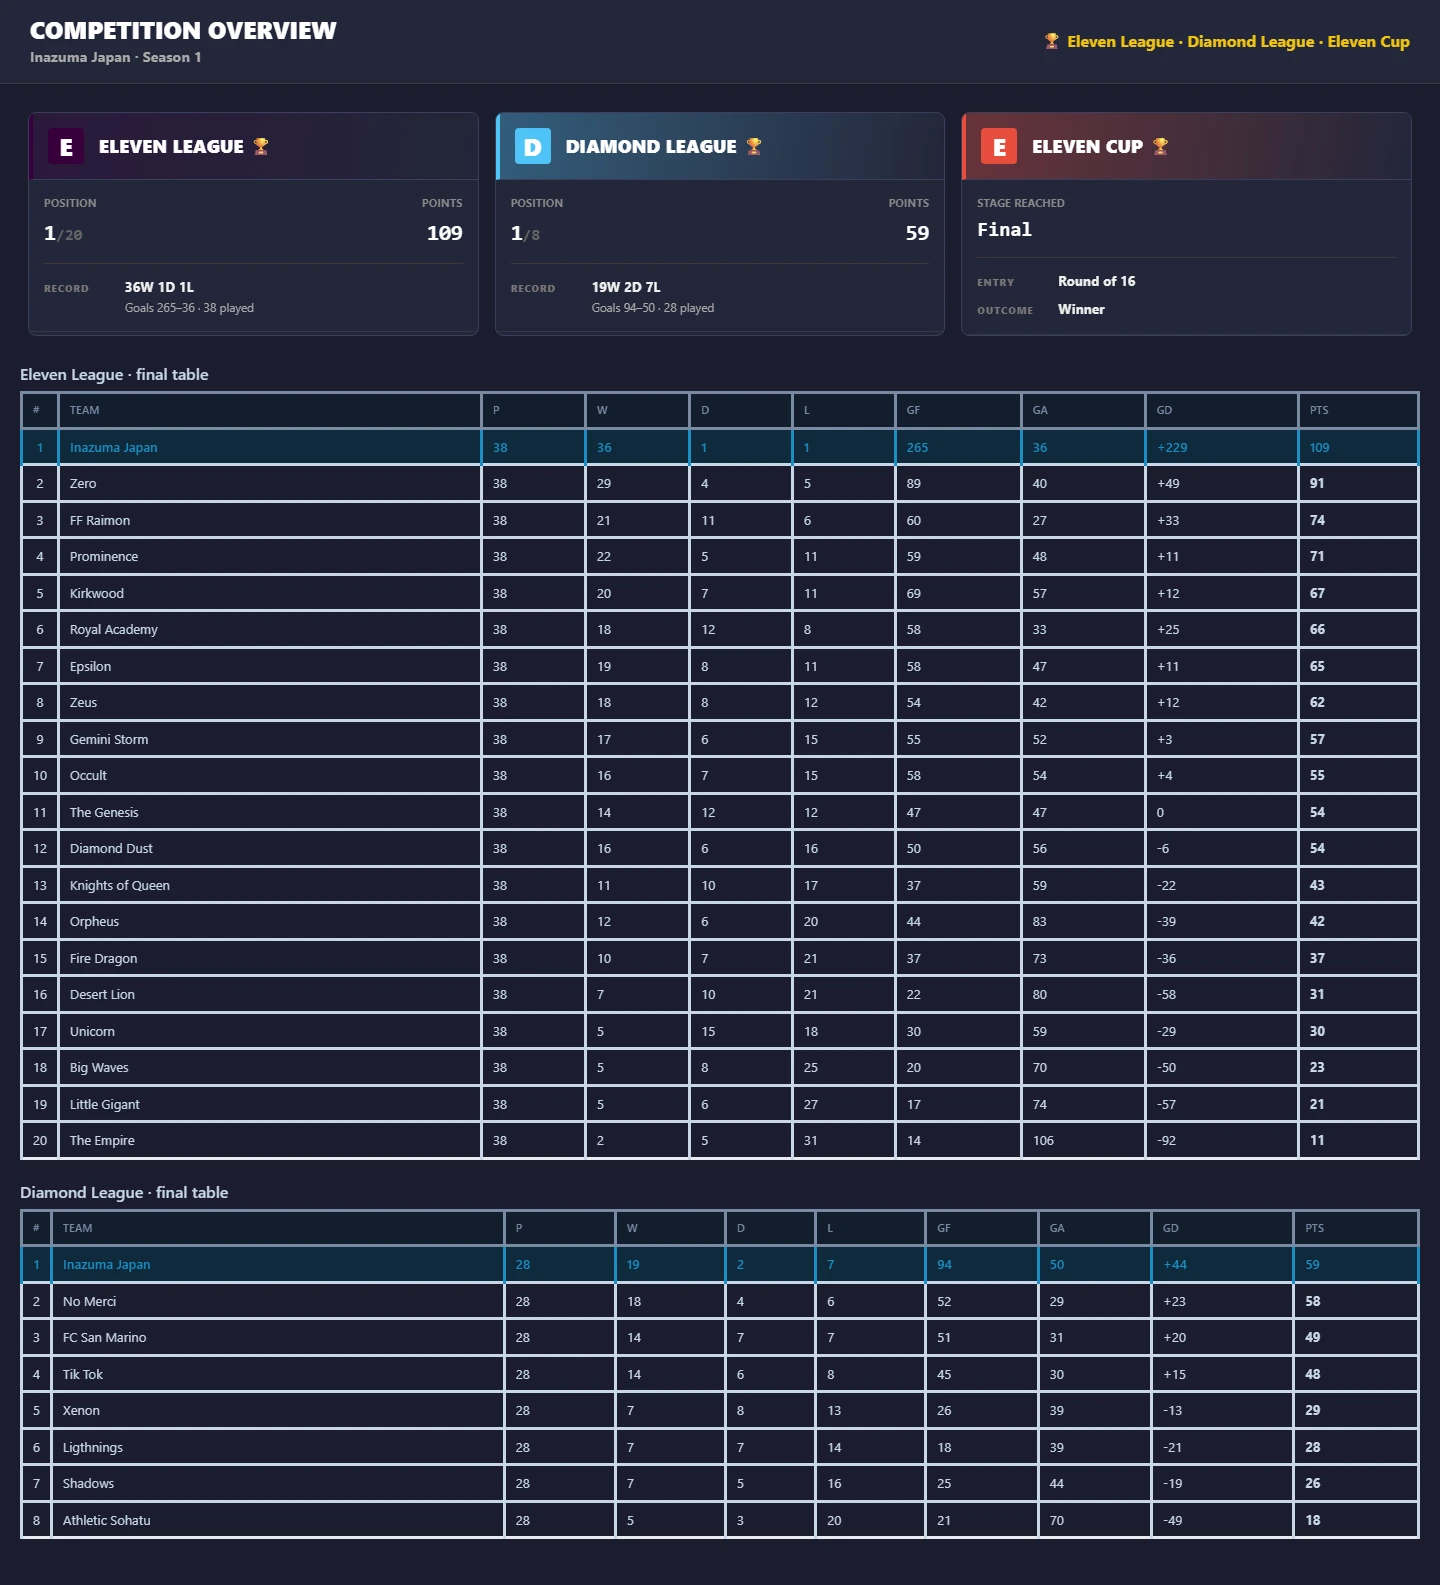 COMPETITION OVERVIEW
Inazuma Japan · Season 1
🏆 Eleven League · Diamond League · Eleven Cup
E ELEVEN LEAGUE 🏆
POSITION POINTS
1/20 109
RECORD 36W 1D 1L
Goals 265–36 · 38 played
D DIAMOND LEAGUE 🏆
POSITION POINTS
1/8 59
RECORD 19W 2D 7L
Goals 94–50 · 28 played
E ELEVEN CUP 🏆
STAGE REACHED
Final
ENTRY Round of 16
OUTCOME Winner
Eleven League · final table
# TEAM P W D L GF GA GD PTS
1 Inazuma Japan 38 36 1 1 265 36 +229 109
2 Zero 38 29 4 5 89 40 +49 91
3 FF Raimon 38 21 11 6 60 27 +33 74
4 Prominence 38 22 5 11 59 48 +11 71
5 Kirkwood 38 20 7 11 69 57 +12 67
6 Royal Academy 38 18 12 8 58 33 +25 66
7 Epsilon 38 19 8 11 58 47 +11 65
8 Zeus 38 18 8 12 54 42 +12 62
9 Gemini Storm 38 17 6 15 55 52 +3 57
10 Occult 38 16 7 15 58 54 +4 55
11 The Genesis 38 14 12 12 47 47 0 54
12 Diamond Dust 38 16 6 16 50 56 -6 54
13 Knights of Queen 38 11 10 17 37 59 -22 43
14 Orpheus 38 12 6 20 44 83 -39 42
15 Fire Dragon 38 10 7 21 37 73 -36 37
16 Desert Lion 38 7 10 21 22 80 -58 31
17 Unicorn 38 5 15 18 30 59 -29 30
18 Big Waves 38 5 8 25 20 70 -50 23
19 Little Gigant 38 5 6 27 17 74 -57 21
20 The Empire 38 2 5 31 14 106 -92 11
Diamond League · final table
# TEAM P W D L GF GA GD PTS
1 Inazuma Japan 28 19 2 7 94 50 +44 59
2 No Merci 28 18 4 6 52 29 +23 58
3 FC San Marino 28 14 7 7 51 31 +20 49
4 Tik Tok 28 14 6 8 45 30 +15 48
5 Xenon 28 7 8 13 26 39 -13 29
6 Ligthnings 28 7 7 14 18 39 -21 28
7 Shadows 28 7 5 16 25 44 -19 26
8 Athletic Sohatu 28 5 3 20 21 70 -49 18